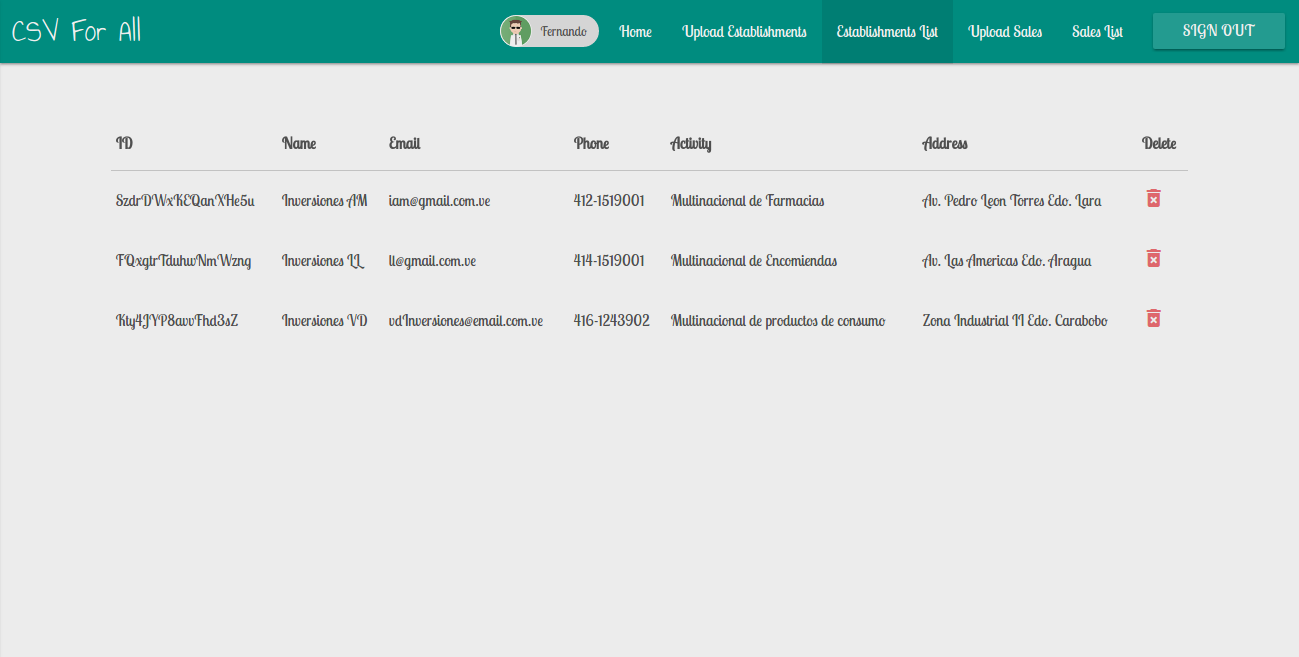 CSV For All Fernando Home Upload Establishments Establishments List Upload Sales Sales List SIGN OUT
ID Name Email Phone Activity Address Delete
SzdrDWxKEQanXHe5u Inversiones AM iam@gmail.com.ve 412-1519001 Multinacional de Farmacias Av. Pedro Leon Torres Edo. Lara
FQxgtrTduhwNmWzng Inversiones LL ll@gmail.com.ve 414-1519001 Multinacional de Encomiendas Av. Las Americas Edo. Aragua
Kty4JYP8avvFhd3sZ Inversiones VD vdInversiones@email.com.ve 416-1243902 Multinacional de productos de consumo Zona Industrial II Edo. Carabobo